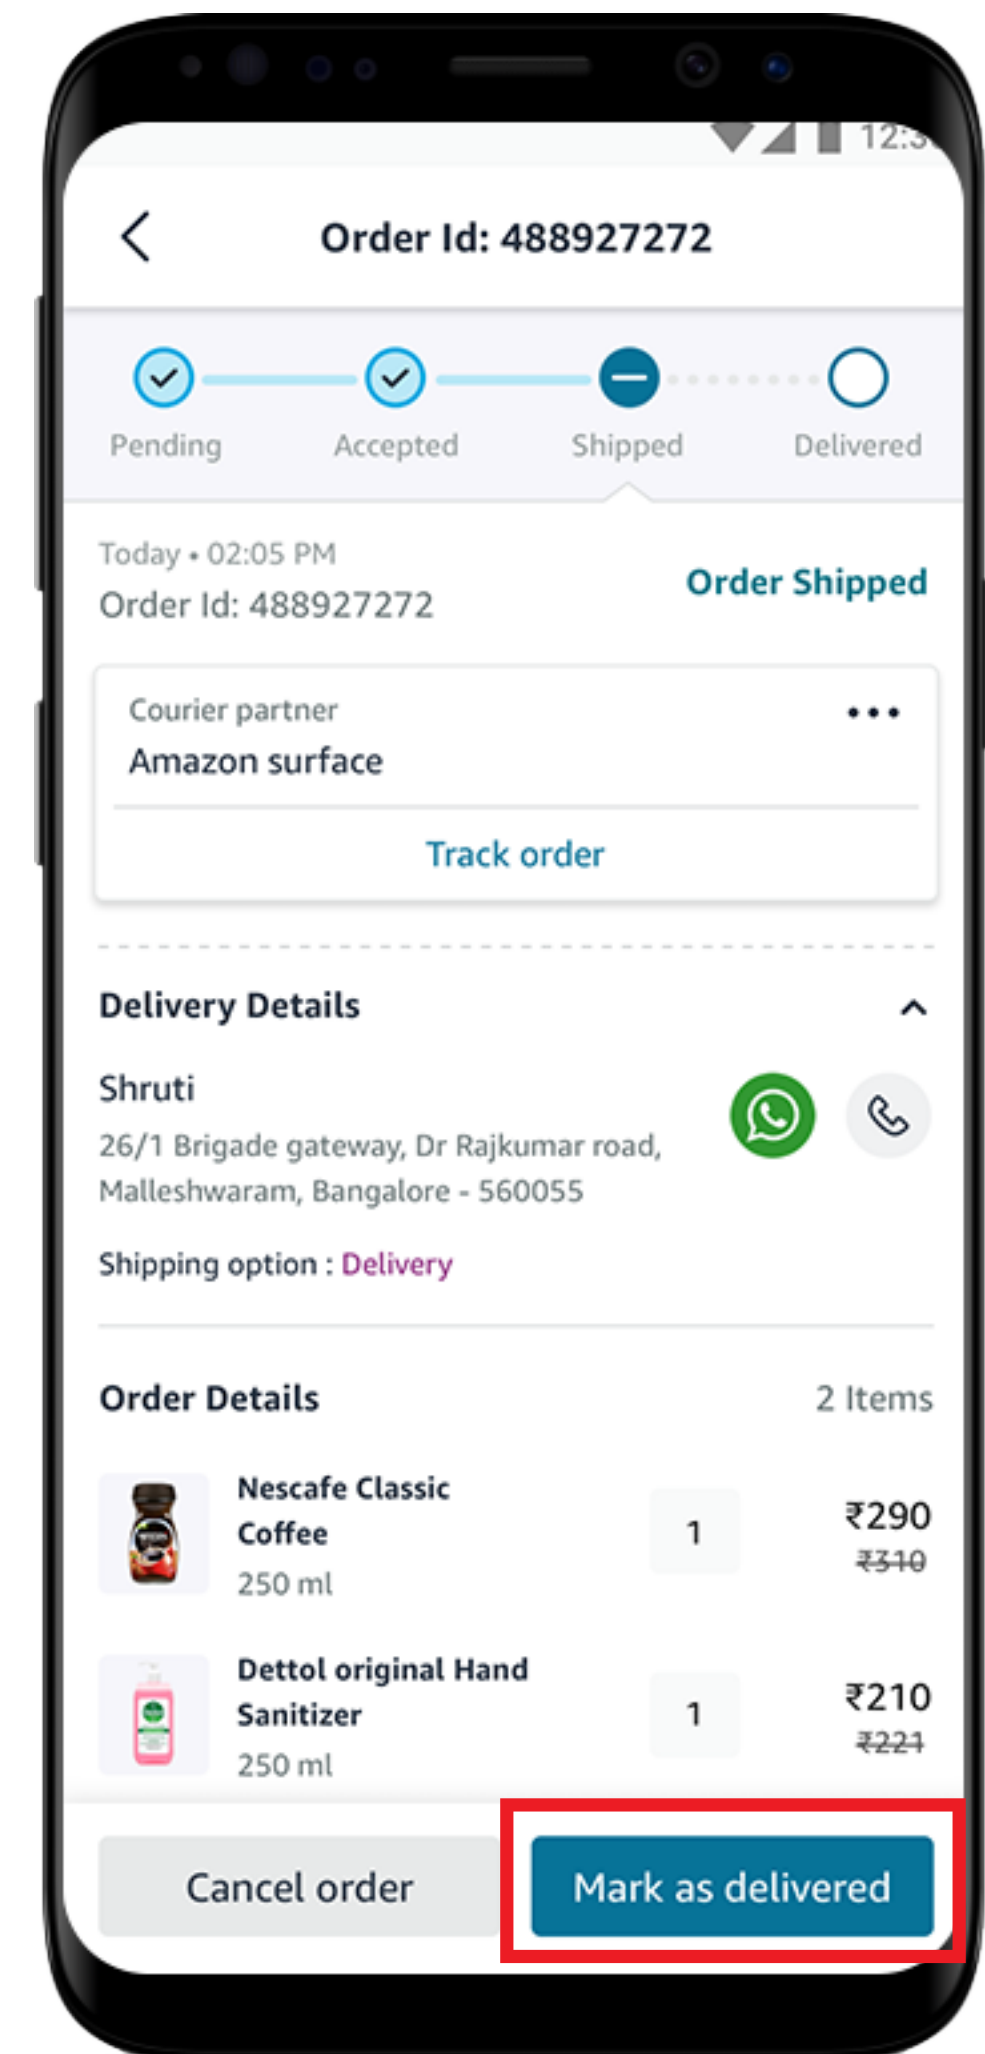 Order Id: 488927272
Pending Accepted Shipped Delivered
Today • 02:05 PM
Order Shipped
Order Id: 488927272
Courier partner
Amazon surface
Track order
Delivery Details
Shruti
26/1 Brigade gateway, Dr Rajkumar road,
Malleshwaram, Bangalore - 560055
Shipping option : Delivery
Order Details 2 Items
Nescafe Classic
Coffee
250 ml
1
₹290
₹310
Dettol original Hand
Sanitizer
250 ml
1
₹210
₹221
Cancel order Mark as delivered